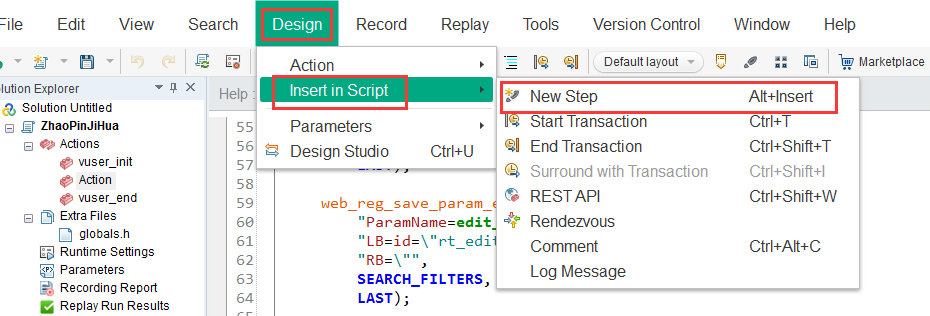 File Edit View Search Design Record Replay Tools Version Control Window Help
Default layout Marketplace
Solution Explorer
Solution Untitled
ZhaoPinJiHua
Actions
vuser_init
Action
vuser_end
Extra Files
globals.h
Runtime Settings
Parameters
Recording Report
Replay Run Results
Help :
Action
Insert in Script
Parameters
Design Studio Ctrl+U
New Step Alt+Insert
Start Transaction Ctrl+T
End Transaction Ctrl+Shift+T
Surround with Transaction Ctrl+Shift+I
REST API Ctrl+Shift+W
Rendezvous
Comment Ctrl+Alt+C
Log Message
55
56
57
58
59 web_reg_save_param_e
60 "ParamName=edit_
61 "LB=id=\"rt_edit
62 "RB=\"",
63 SEARCH_FILTERS,
64 LAST);